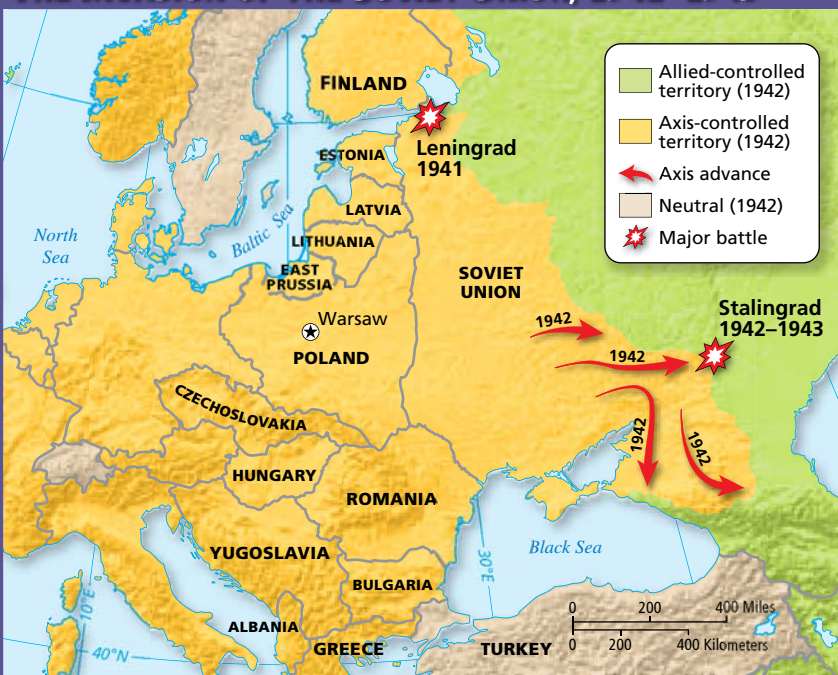 FINLAND
Leningrad
1941
ESTONIA
LATVIA
LITHUANIA
EAST
PRUSSIA
North
Sea
Baltic Sea
SOVIET
UNION
Warsaw
POLAND
CZECHOSLOVAKIA
HUNGARY
ROMANIA
YUGOSLAVIA
BULGARIA
ALBANIA
GREECE
TURKEY
Black Sea
Stalingrad
1942–1943
1942
1942
1942
1942
10°E
40°N
30°E
0 200 400 Miles
0 200 400 Kilometers
Allied-controlled
territory (1942)
Axis-controlled
territory (1942)
Axis advance
Neutral (1942)
Major battle